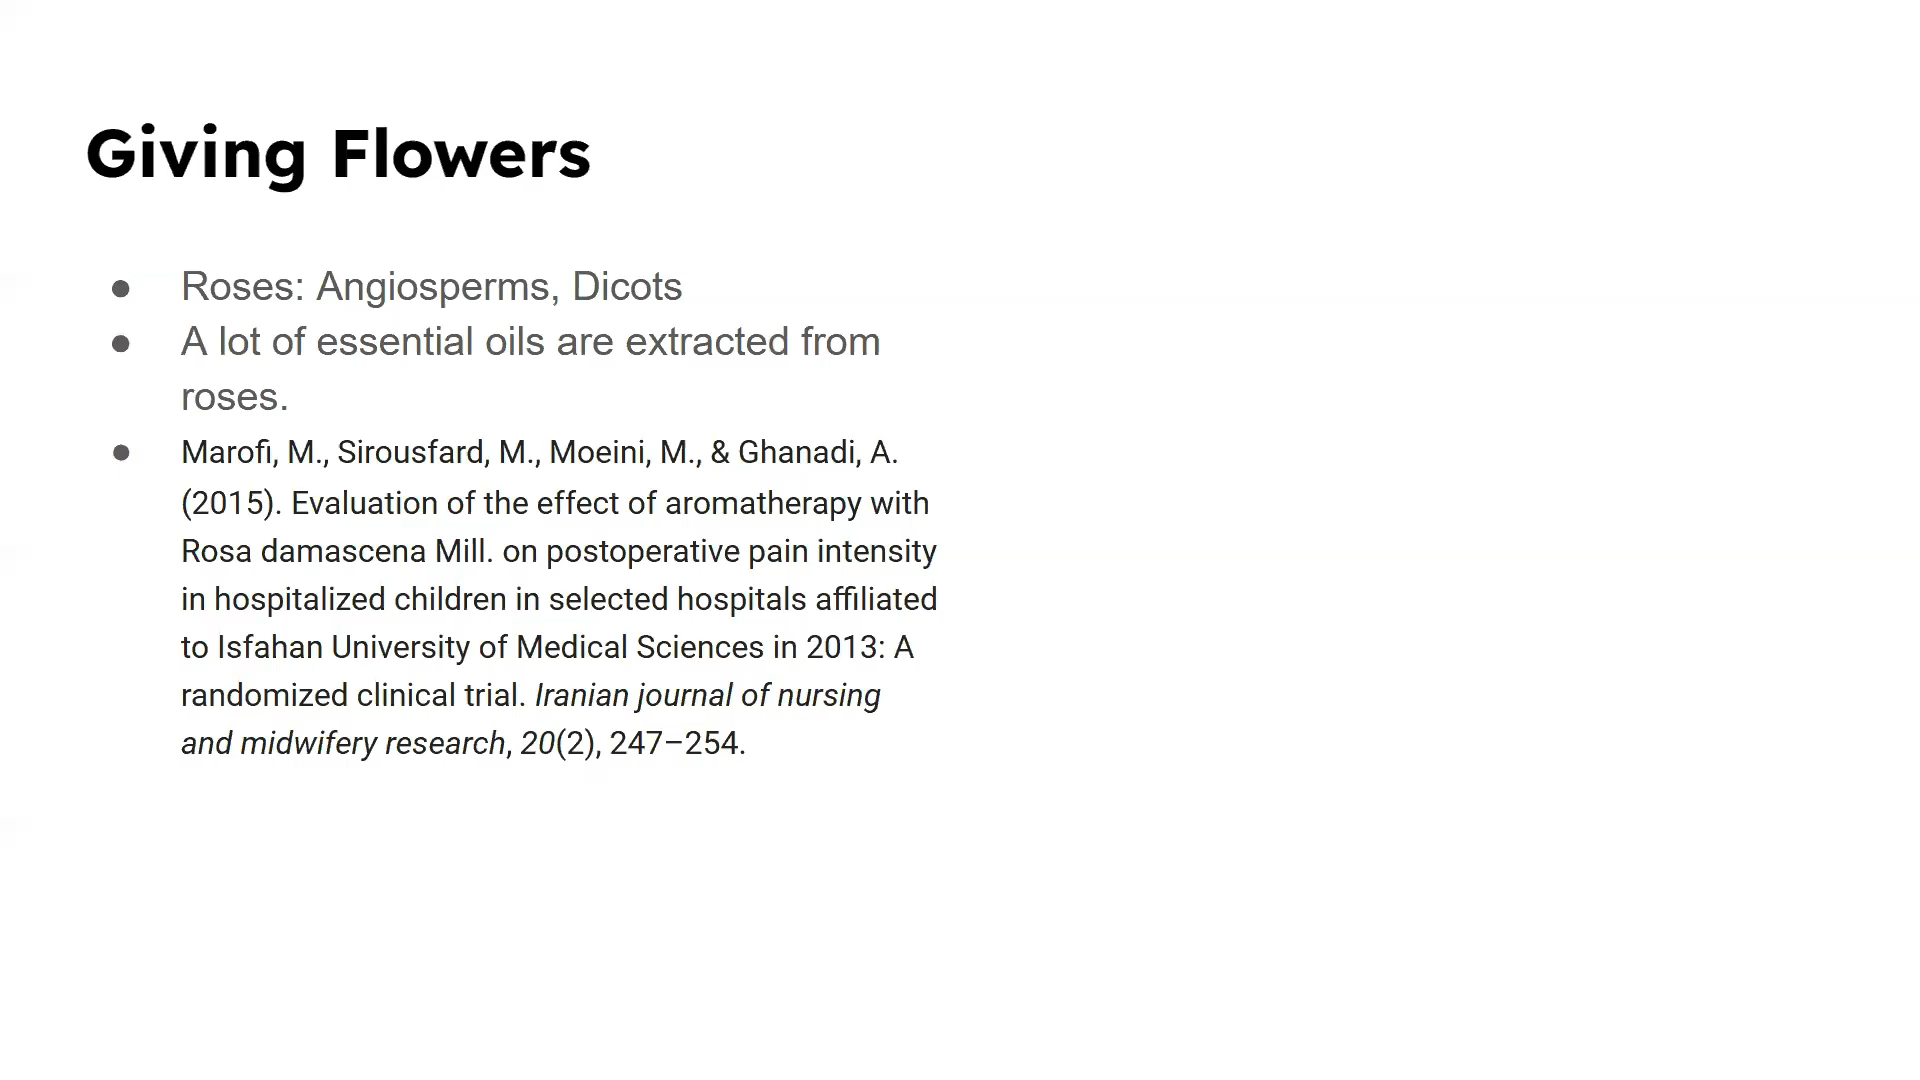 Giving Flowers
● Roses: Angiosperms, Dicots
● A lot of essential oils are extracted from
roses.
● Marofi, M., Sirousfard, M., Moeini, M., & Ghanadi, A.
(2015). Evaluation of the effect of aromatherapy with
Rosa damascena Mill. on postoperative pain intensity
in hospitalized children in selected hospitals affiliated
to Isfahan University of Medical Sciences in 2013: A
randomized clinical trial. Iranian journal of nursing
and midwifery research, 20(2), 247–254.